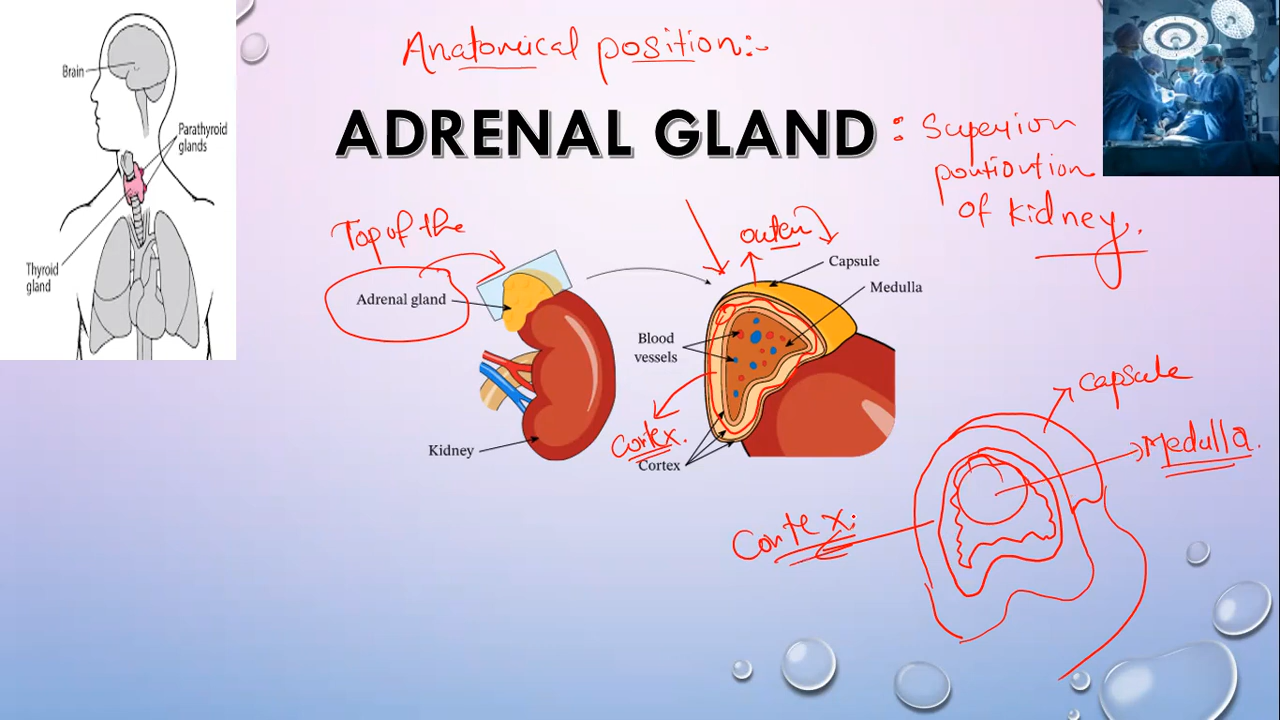 Anatomical position:-
ADRENAL GLAND : Superior
of kidney.
Brain
Parathyroid
glands
Thyroid
gland
Top of the
Adrenal gland
Kidney
outer
Capsule
Medulla
Blood
vessels
Cortex.
Cortex
capsule
Medulla.
Cortex: